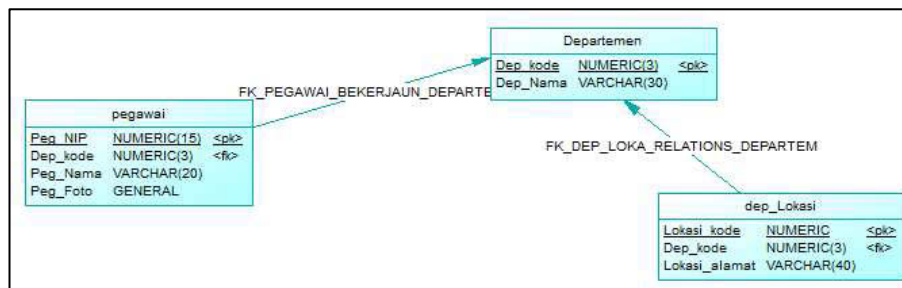 Departemen
Dep_kode NUMERIC(3) <pk>
Dep_Nama VARCHAR(30)
FK_PEGAWAI_BEKERJAUN_DEPARTE
pegawai
Peg_NIP NUMERIC(15) <pk>
Dep_kode NUMERIC(3) <fk>
Peg_Nama VARCHAR(20)
Peg_Foto GENERAL
FK_DEP_LOKA_RELATIONS_DEPARTEM
dep_Lokasi
Lokasi_kode NUMERIC <pk>
Dep_kode NUMERIC(3) <fk>
Lokasi_alamat VARCHAR(40)